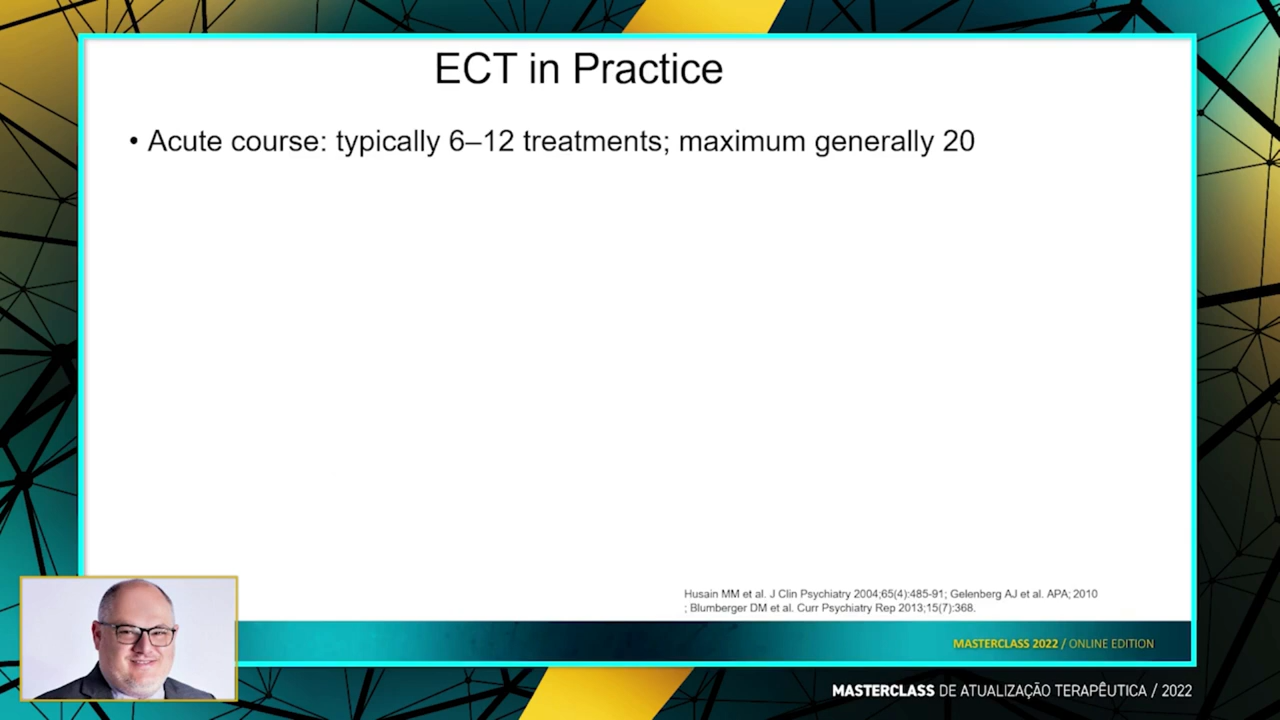 ECT in Practice
• Acute course: typically 6–12 treatments; maximum generally 20
Husain MM et al. J Clin Psychiatry 2004;65(4):485-91; Gelenberg AJ et al. APA; 2010
; Blumberger DM et al. Curr Psychiatry Rep 2013;15(7):368.
MASTERCLASS 2022 / ONLINE EDITION
MASTERCLASS DE ATUALIZAÇÃO TERAPÊUTICA / 2022